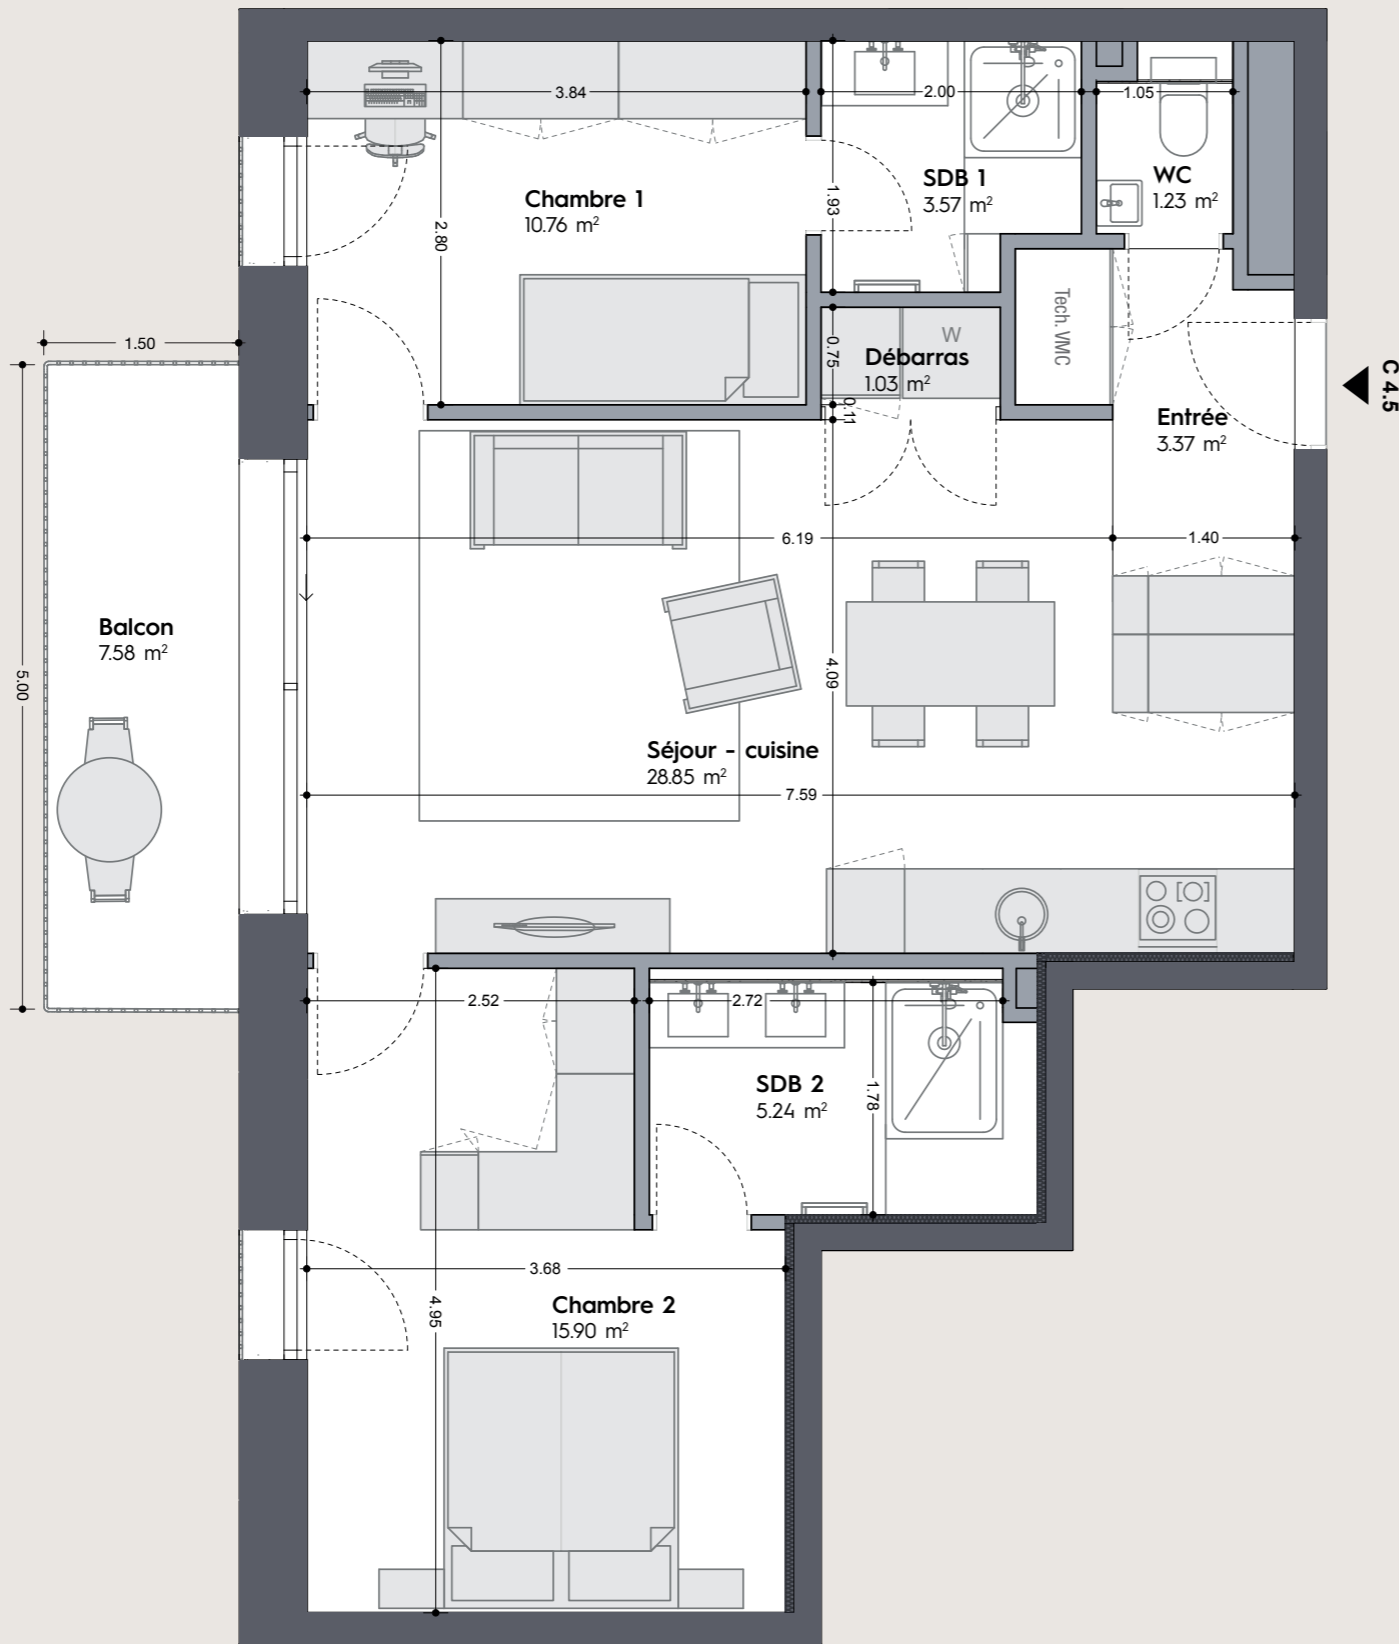 3.84
2.00
1.05
Chambre 1
10.76 m²
2.80
1.93
SDB 1
3.57 m²
WC
1.23 m²
Tech. VMC
1.50
0.75
W
Débarras
1.03 m²
0.11
Entrée
3.37 m²
C 4.5
6.19
1.40
Balcon
7.58 m²
5.00
4.09
Séjour - cuisine
28.85 m²
7.59
2.52
2.72
SDB 2
5.24 m²
1.78
3.68
Chambre 2
15.90 m²
4.95